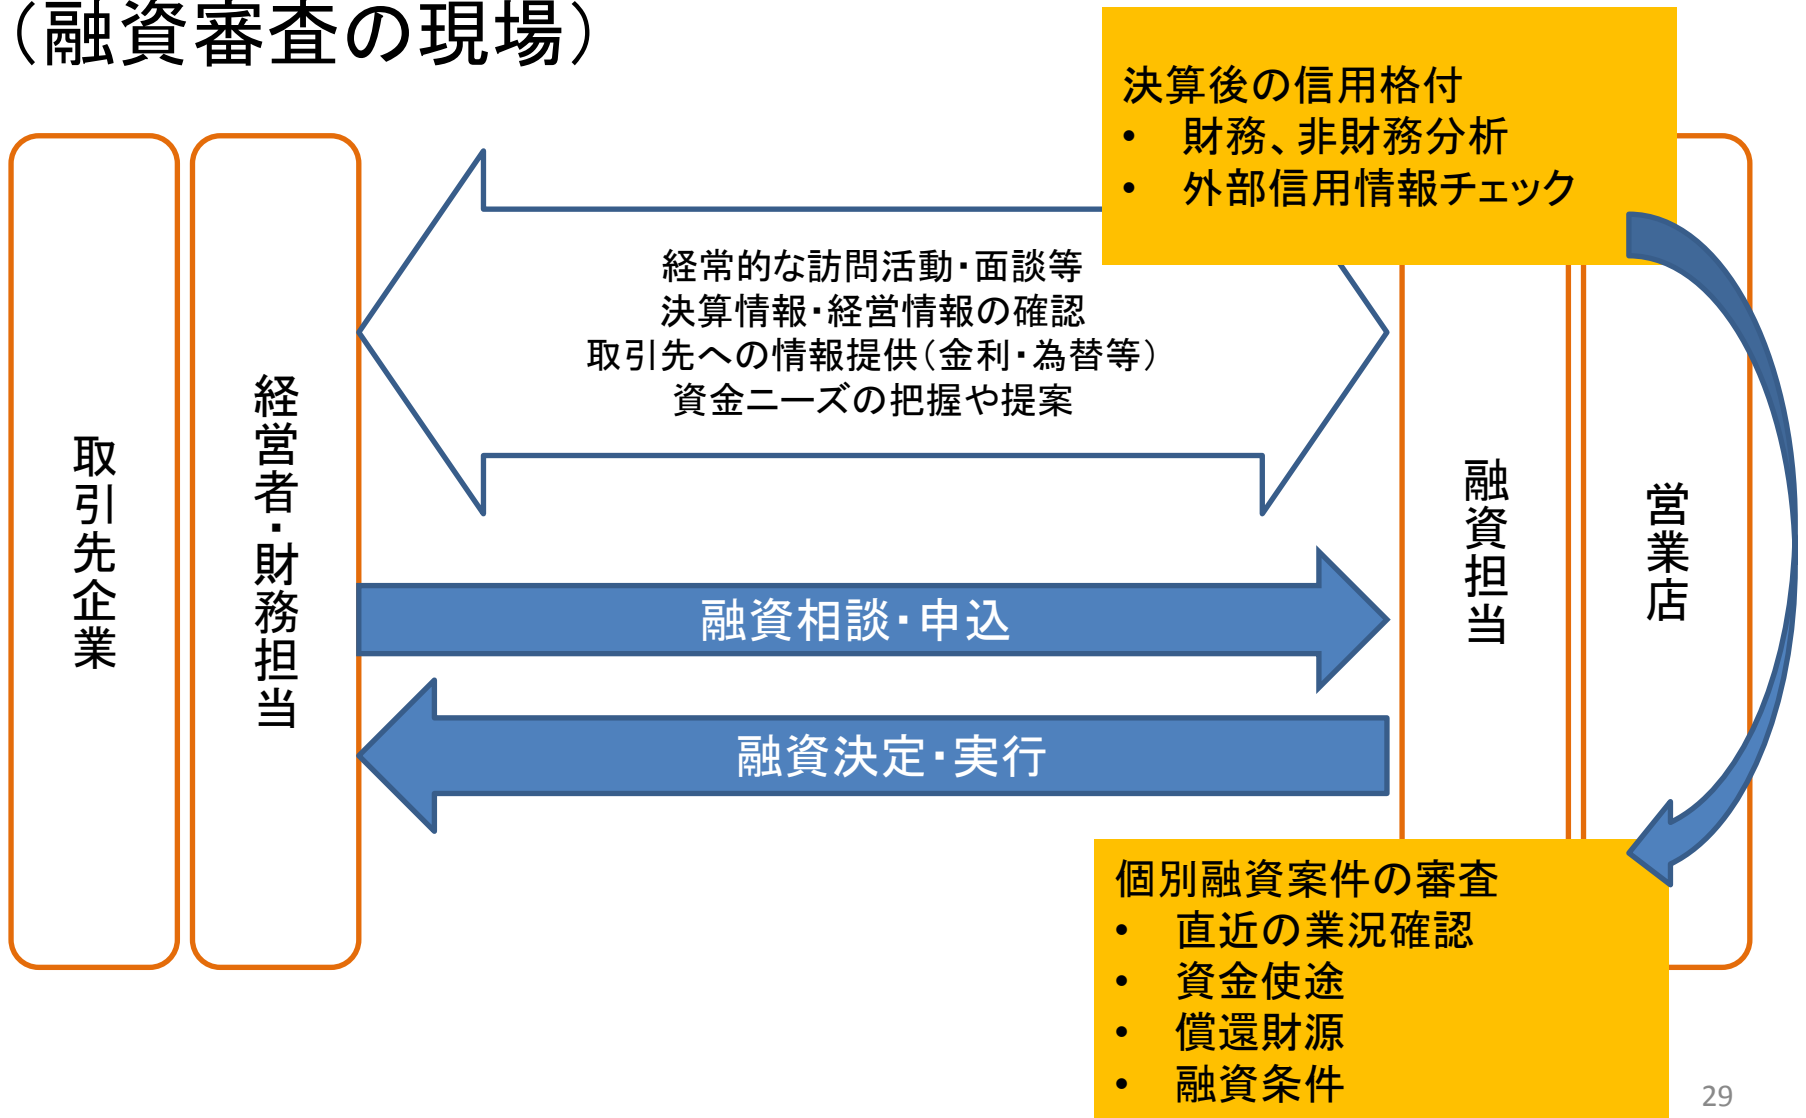 （融資審査の現場）
決算後の信用格付
• 財務、非財務分析
• 外部信用情報チェック
経常的な訪問活動・面談等
決算情報・経営情報の確認
取引先への情報提供（金利・為替等）
資金ニーズの把握や提案
取引先企業
経営者・財務担当
融資担当
営業店
融資相談・申込
融資決定・実行
個別融資案件の審査
• 直近の業況確認
• 資金使途
• 償還財源
• 融資条件
29